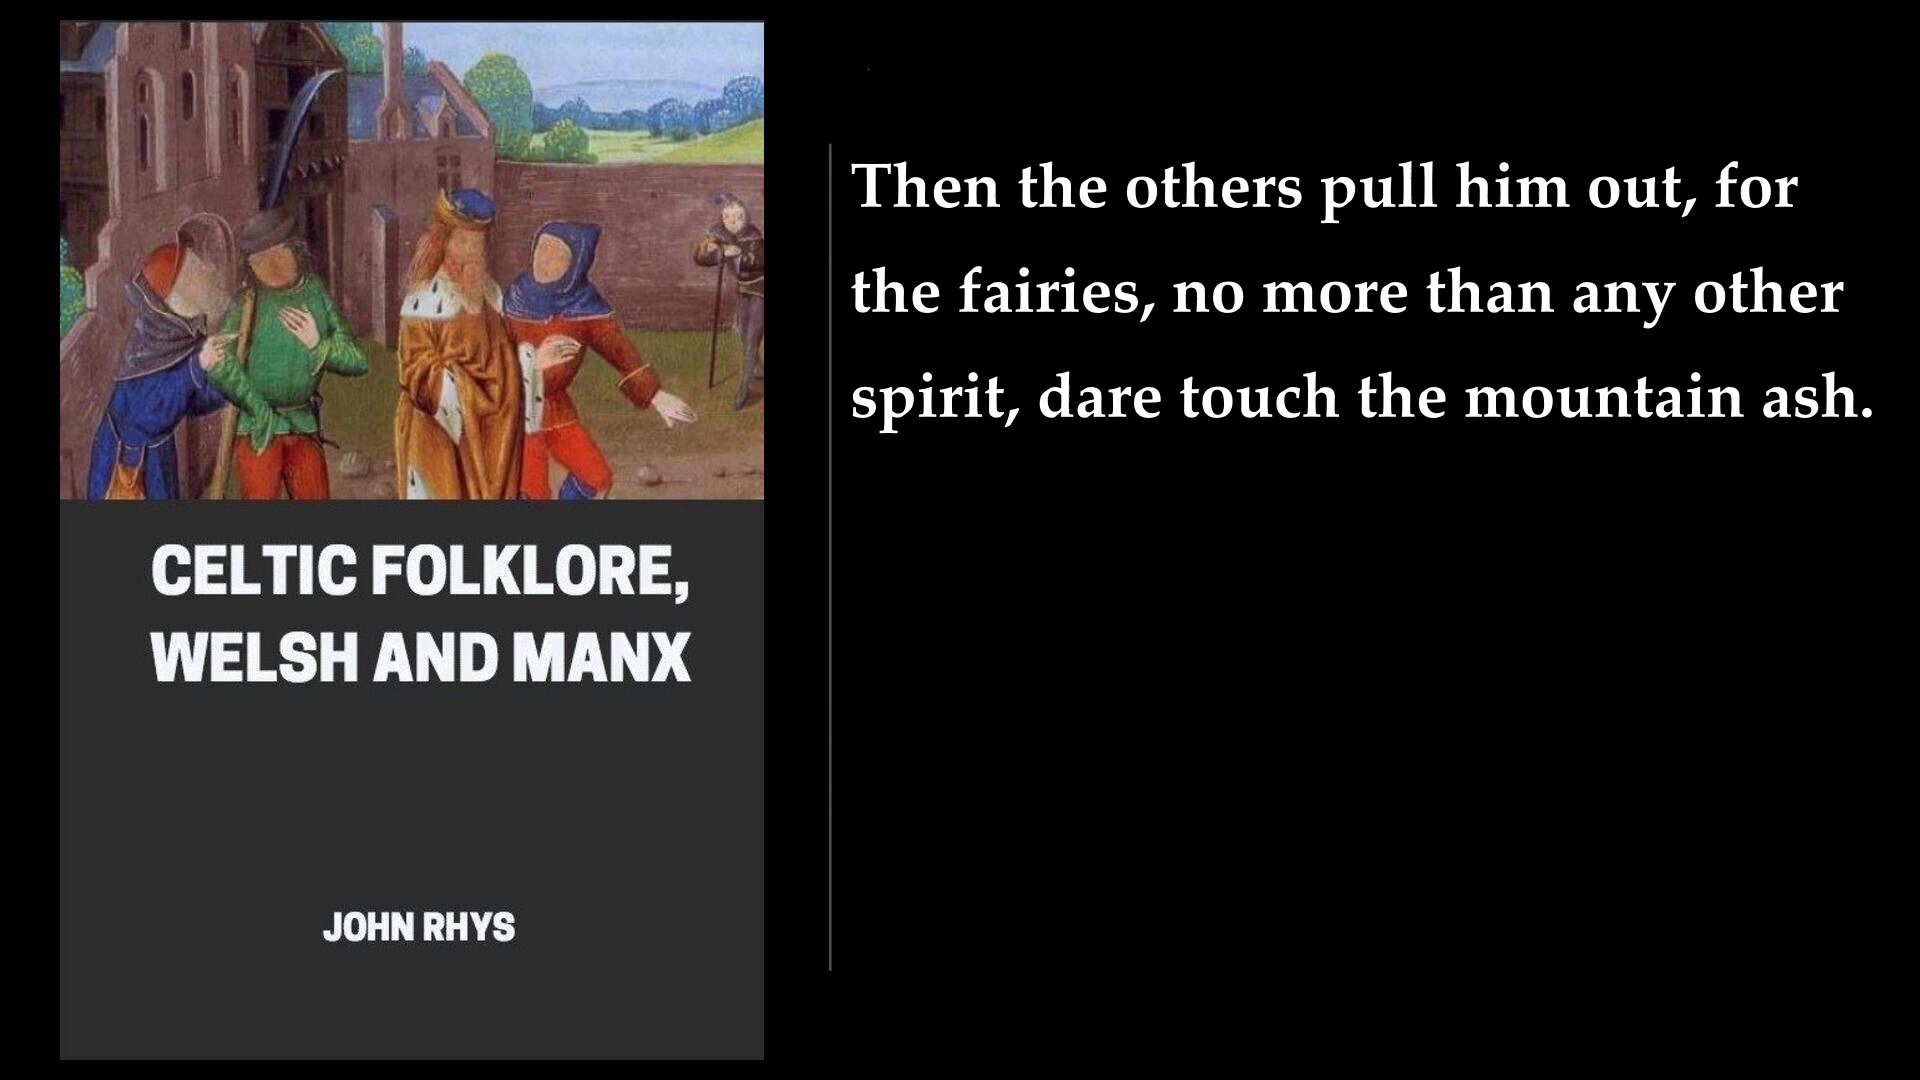 CELTIC FOLKLORE,
WELSH AND MANX
JOHN RHYS
Then the others pull him out, for
the fairies, no more than any other
spirit, dare touch the mountain ash.